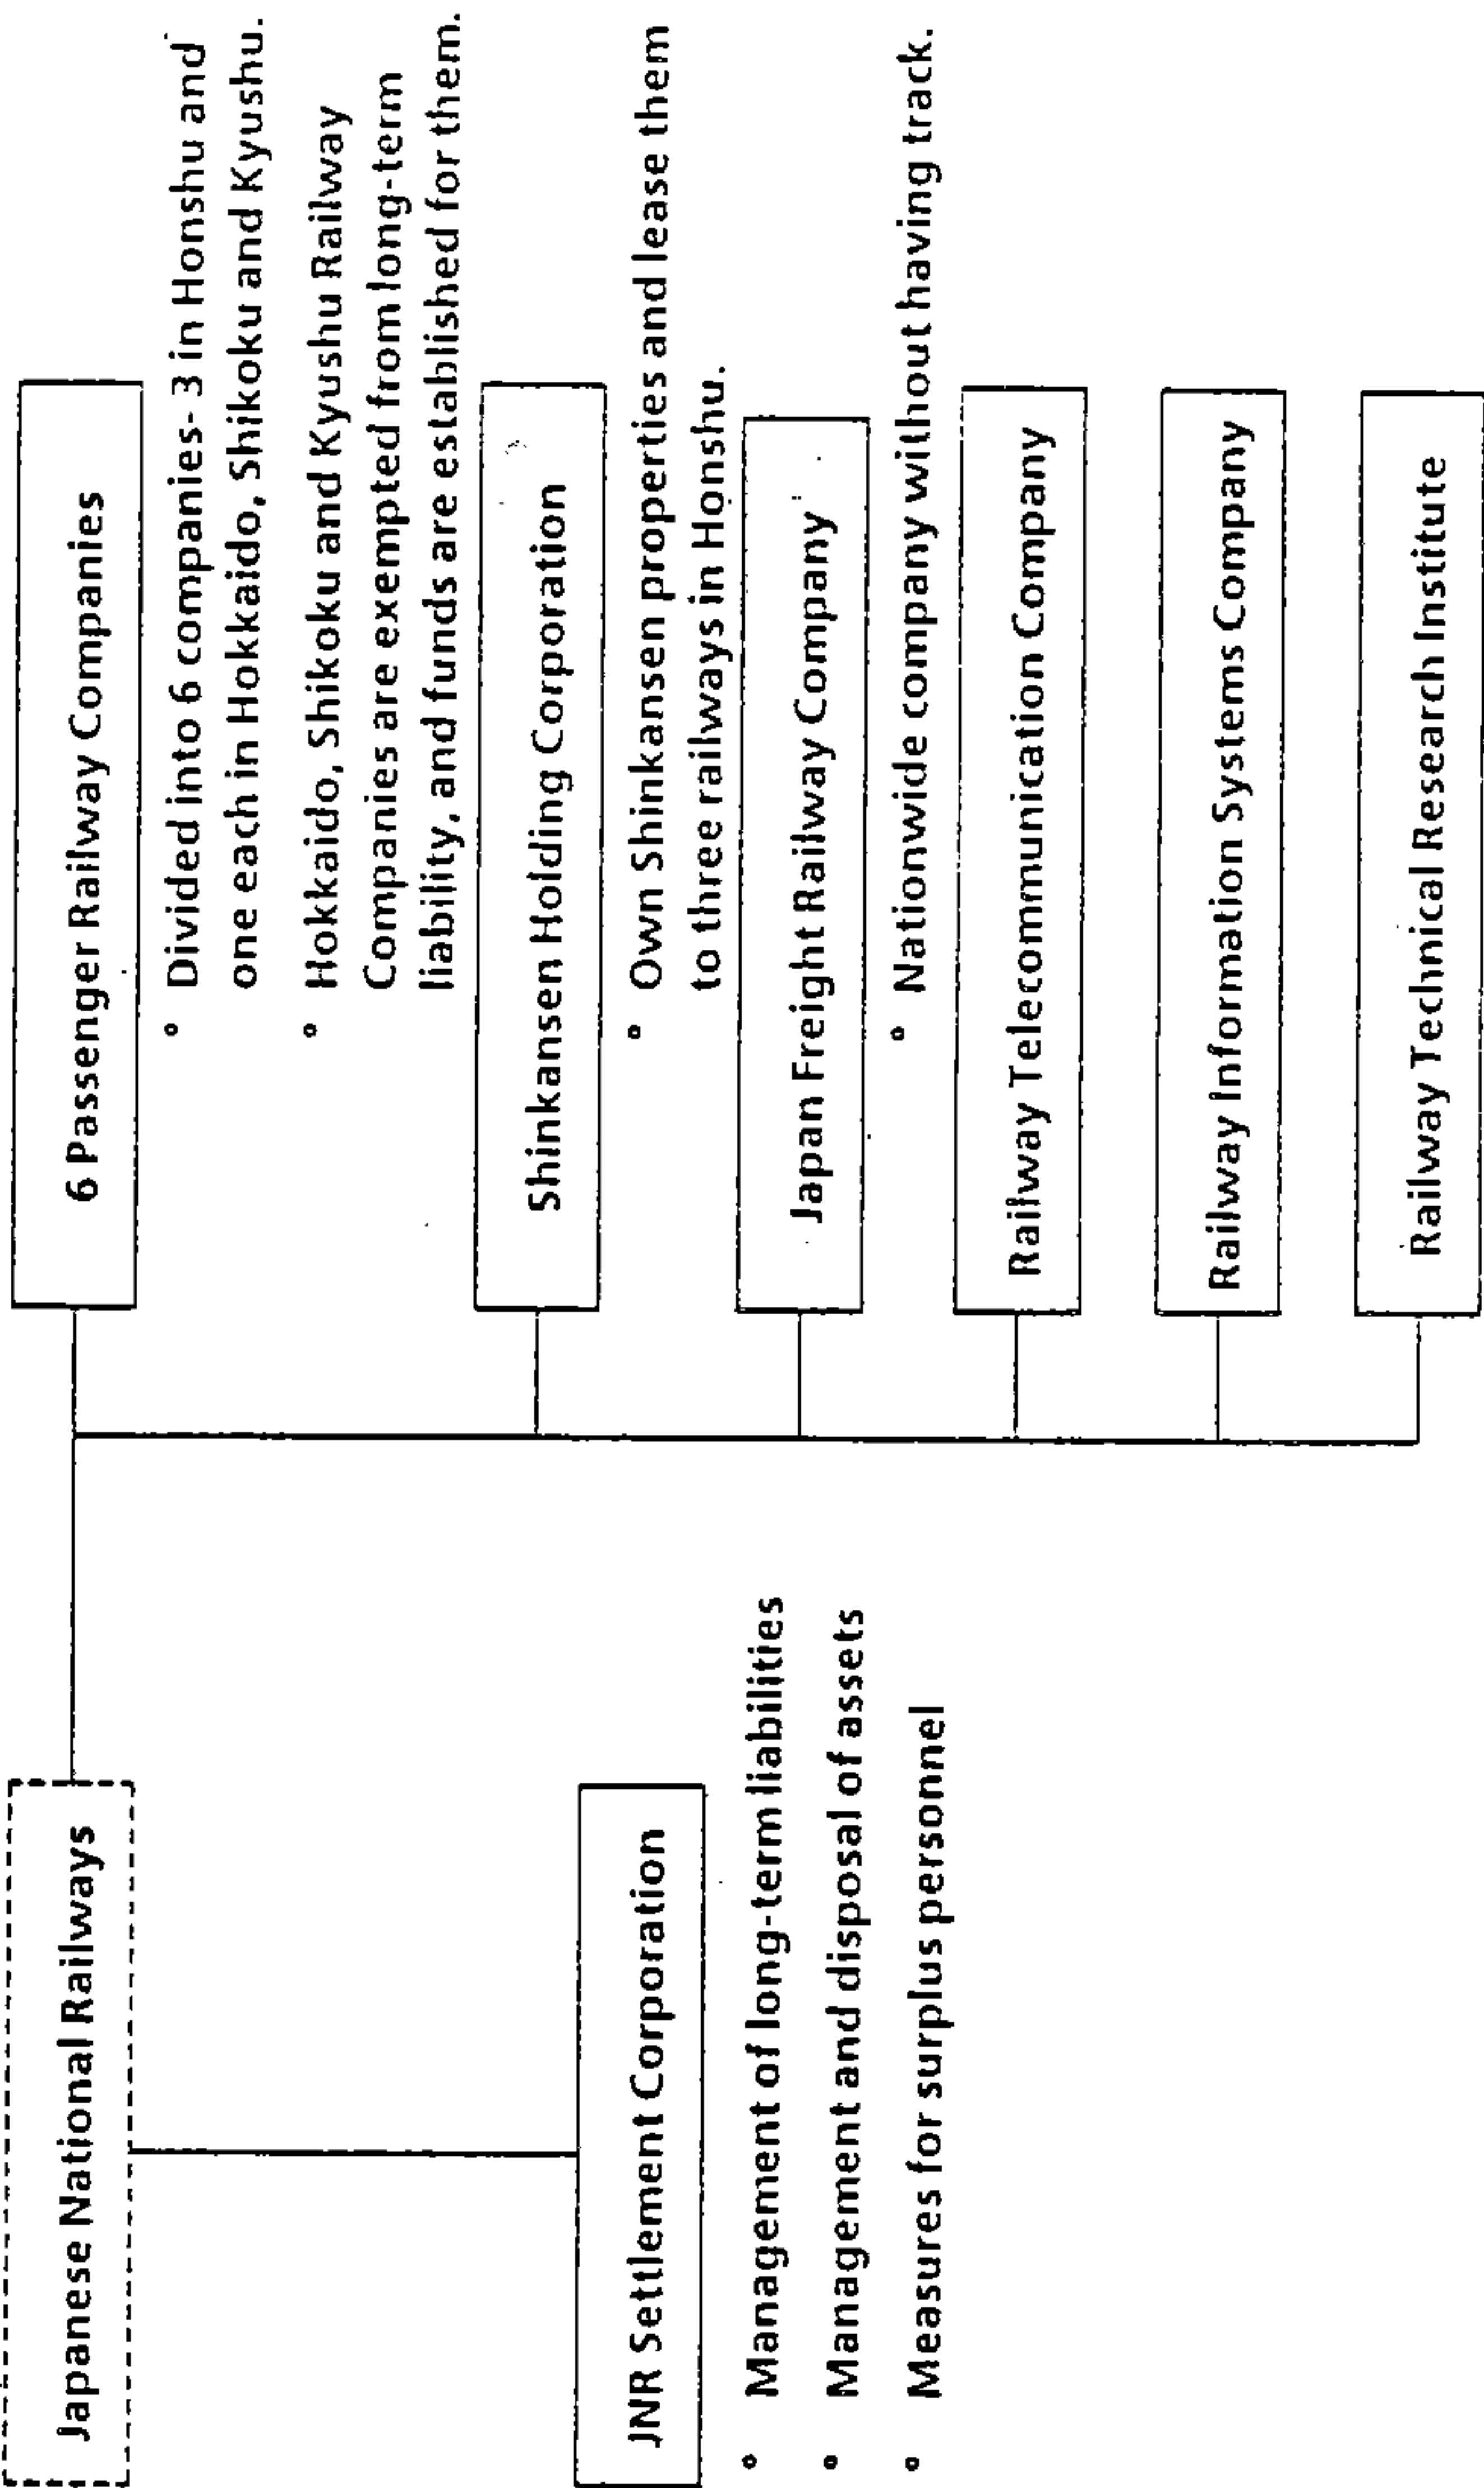 Japanese National Railways
JNR Settlement Corporation
° Management of long-term liabilities
° Management and disposal of assets
° Measures for surplus personnel
6 Passenger Railway Companies
° Divided into 6 companies- 3 in Honshu and
one each in Hokkaido, Shikoku and Kyushu.
° Hokkaido, Shikoku and Kyushu Railway
Companies are exempted from long-term
liability, and funds are established for them.
Shinkansen Holding Corporation
° Own Shinkansen properties and lease them
to three railways in Honshu.
Japan Freight Railway Company
° Nationwide company without having track.
Railway Telecommunication Company
Railway Information Systems Company
Railway Technical Research Institute